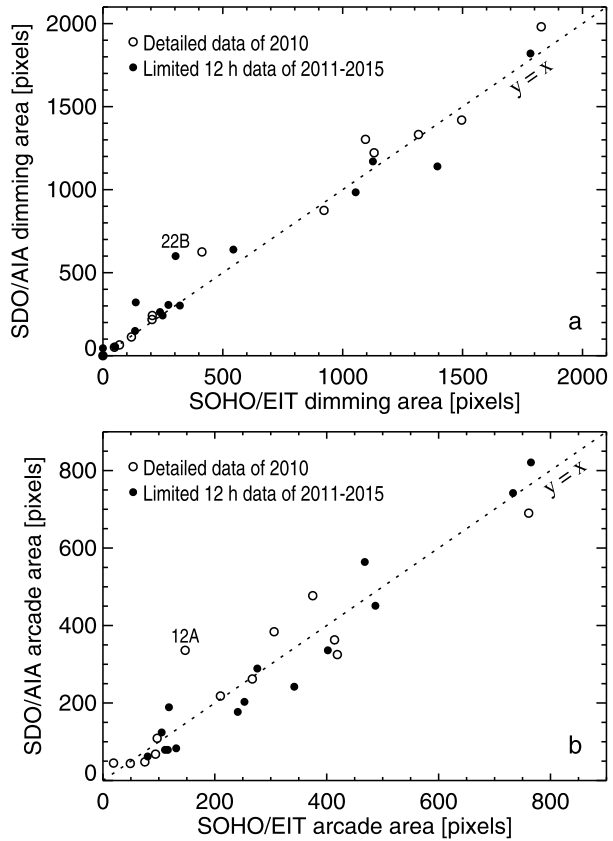 2000
1500
1000
500
0
SDO/AIA dimming area [pixels]
Detailed data of 2010
Limited 12 h data of 2011-2015
y = x
22B
a
0 500 1000 1500 2000
SOHO/EIT dimming area [pixels]
800
600
400
200
0
SDO/AIA arcade area [pixels]
Detailed data of 2010
Limited 12 h data of 2011-2015
y = x
12A
b
0 200 400 600 800
SOHO/EIT arcade area [pixels]